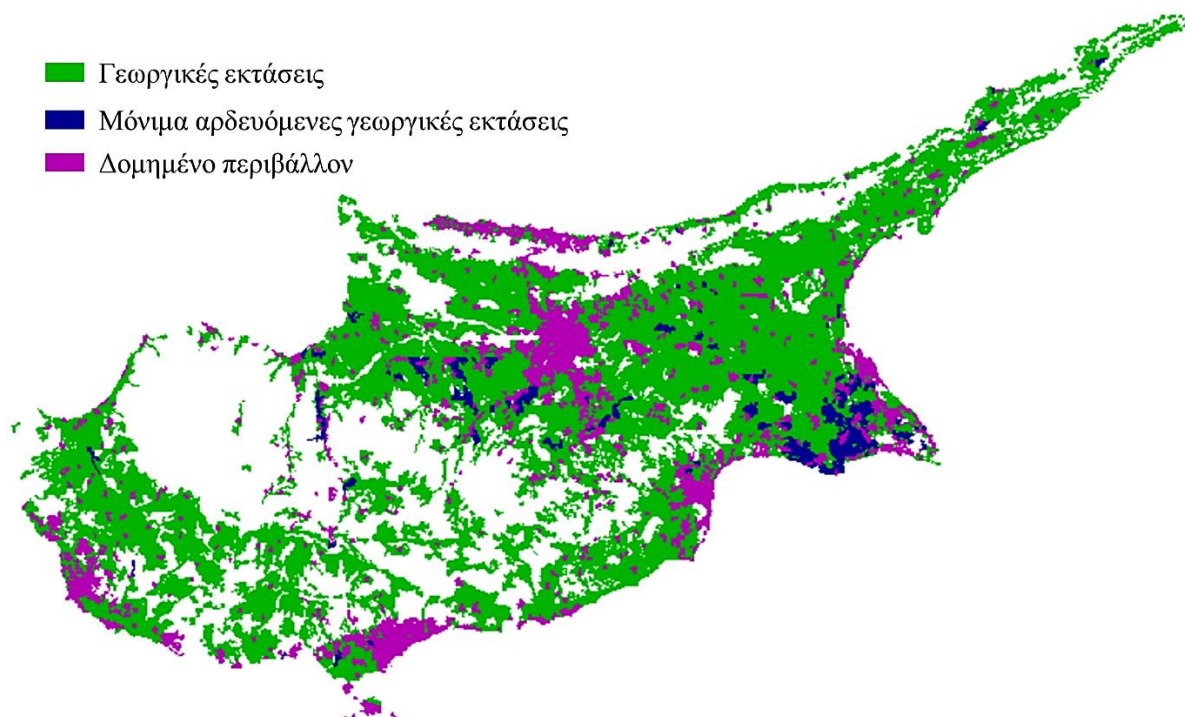 Γεωργικές εκτάσεις
Μόνιμα αρδευόμενες γεωργικές εκτάσεις
Δομημένο περιβάλλον